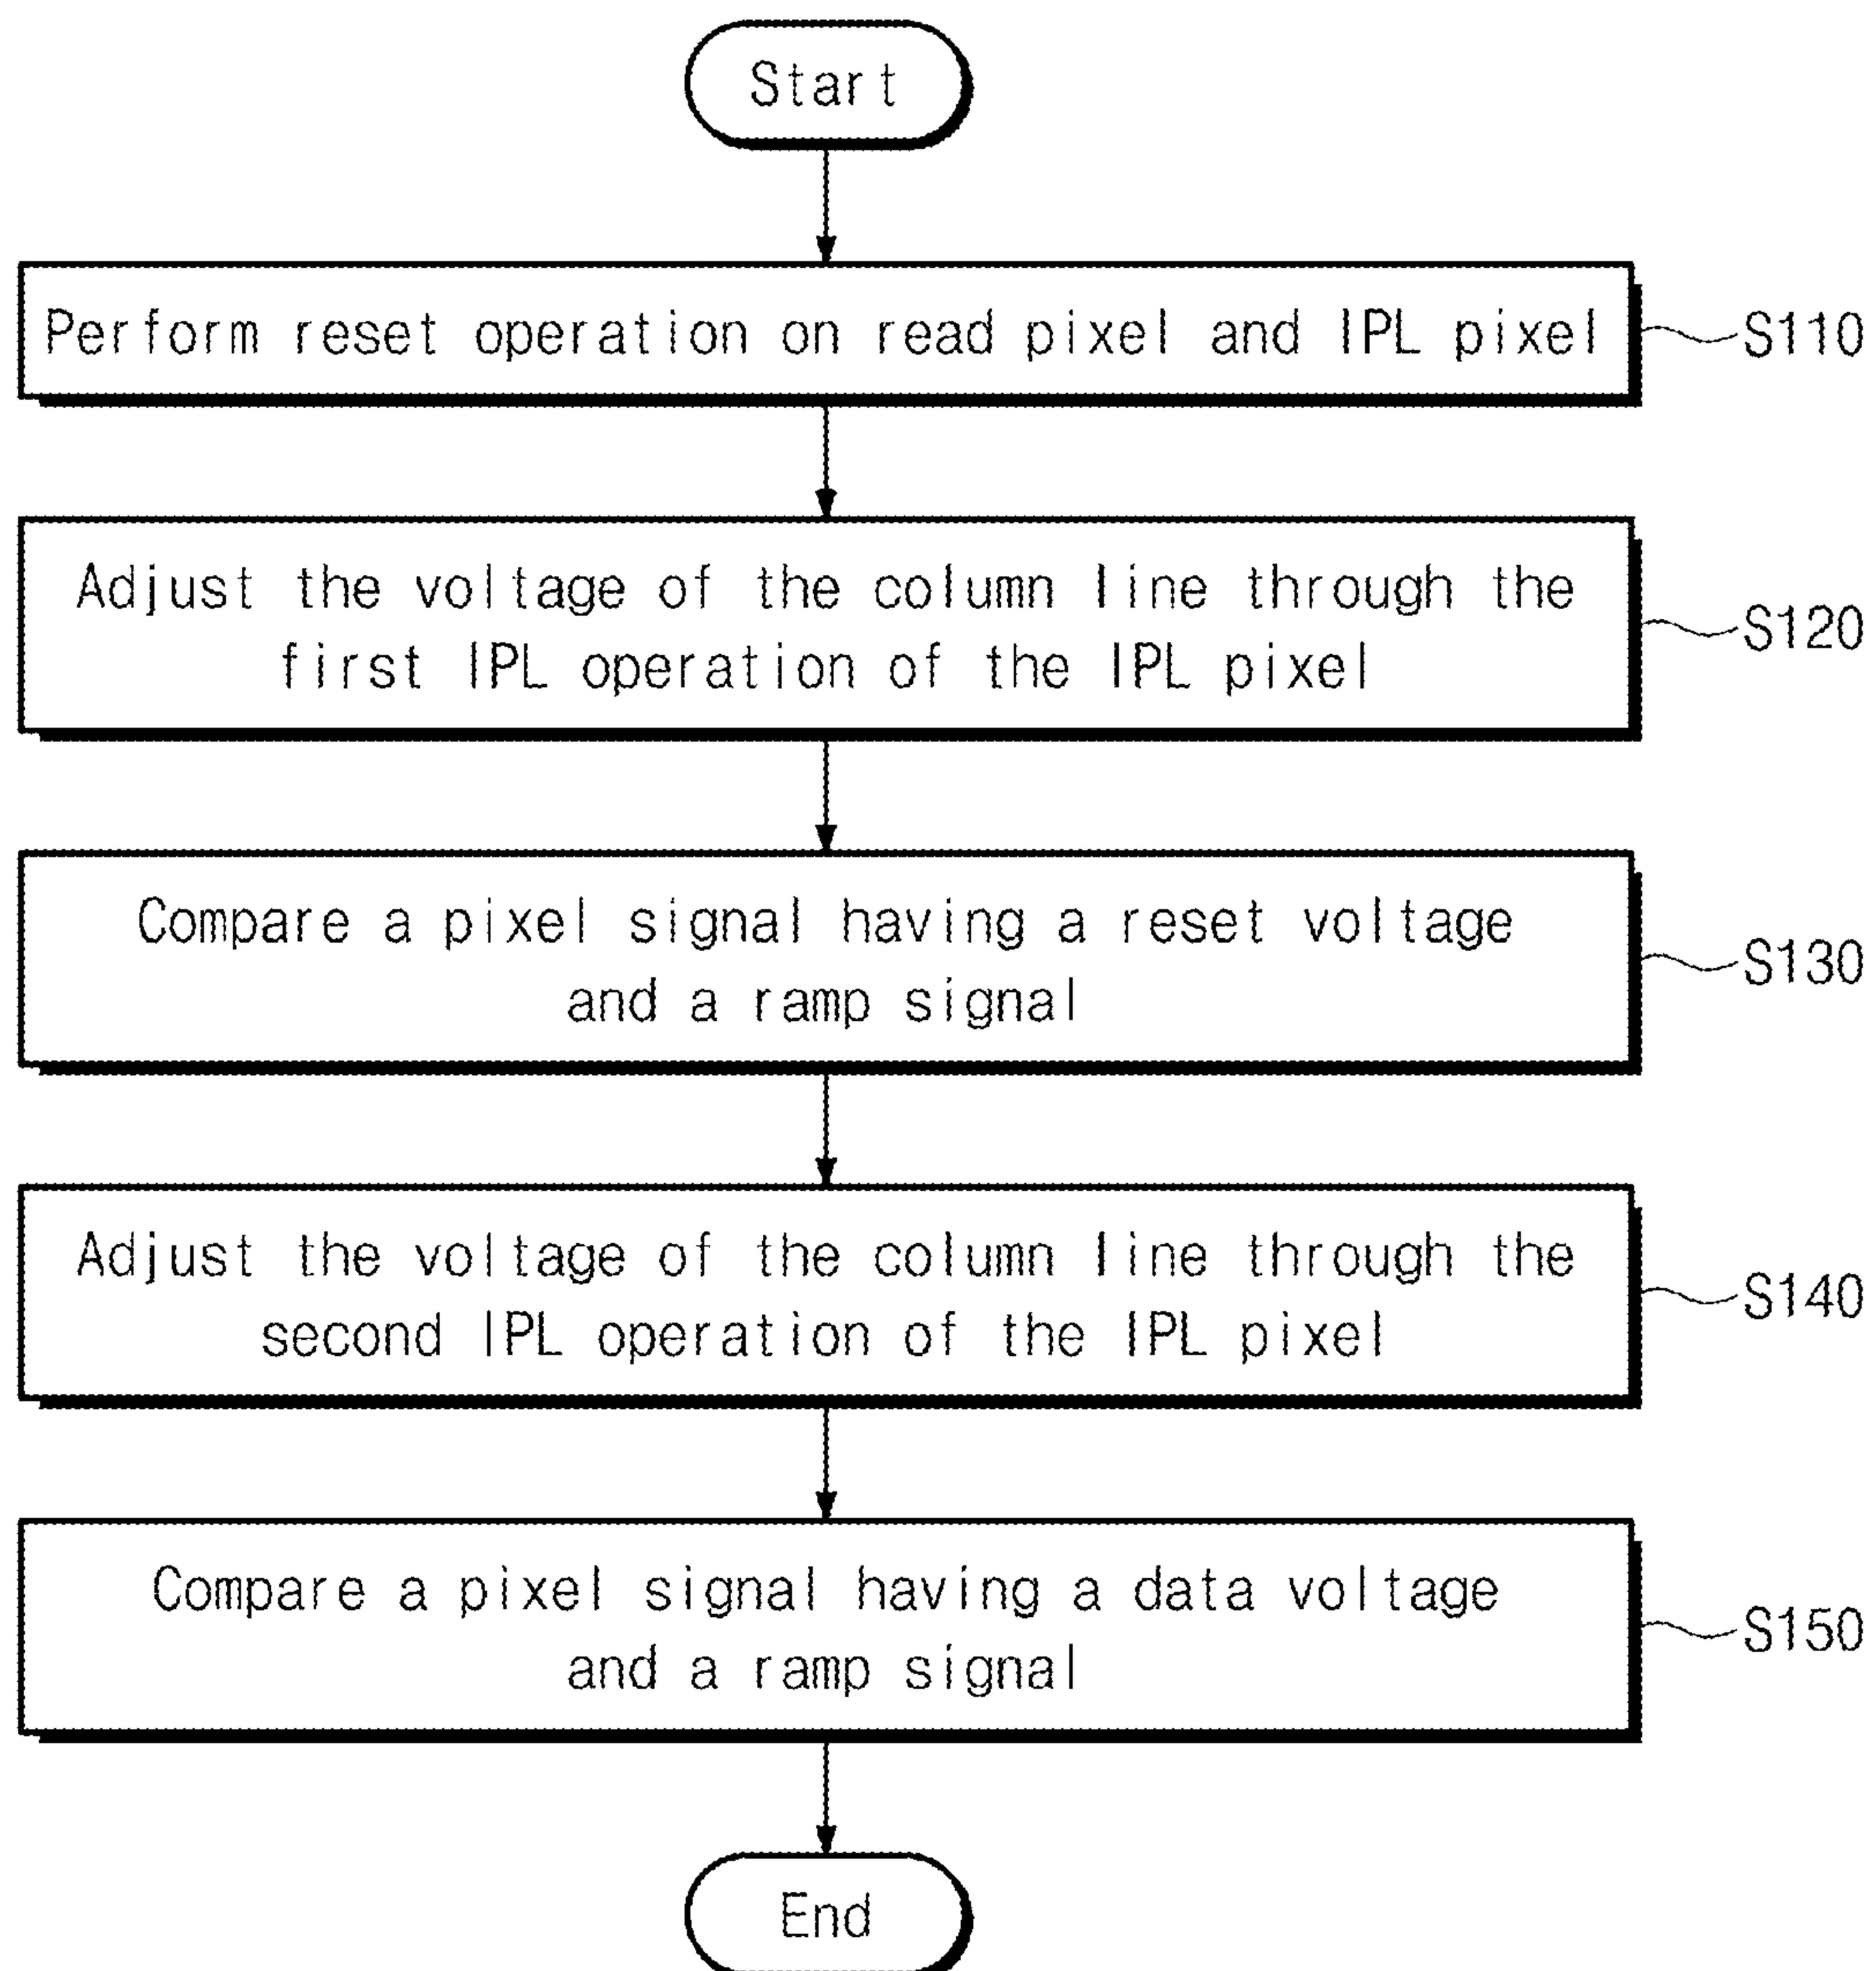 Start
Perform reset operation on read pixel and IPL pixel
S110
Adjust the voltage of the column line through the
first IPL operation of the IPL pixel
S120
Compare a pixel signal having a reset voltage
and a ramp signal
S130
Adjust the voltage of the column line through the
second IPL operation of the IPL pixel
S140
Compare a pixel signal having a data voltage
and a ramp signal
S150
End